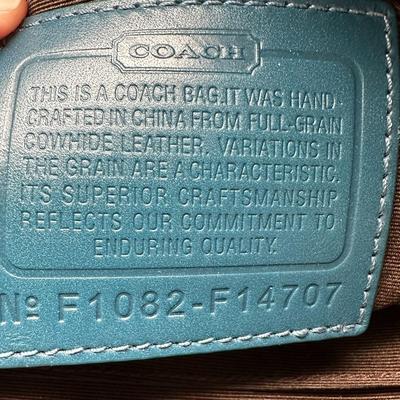 COACH
THIS IS A COACH BAG.IT WAS HAND-
CRAFTED IN CHINA FROM FULL-GRAIN
COWHIDE LEATHER. VARIATIONS IN
THE GRAIN ARE A CHARACTERISTIC.
ITS SUPERIOR CRAFTSMANSHIP
REFLECTS OUR COMMITMENT TO
ENDURING QUALITY.
Nº F1082-F14707